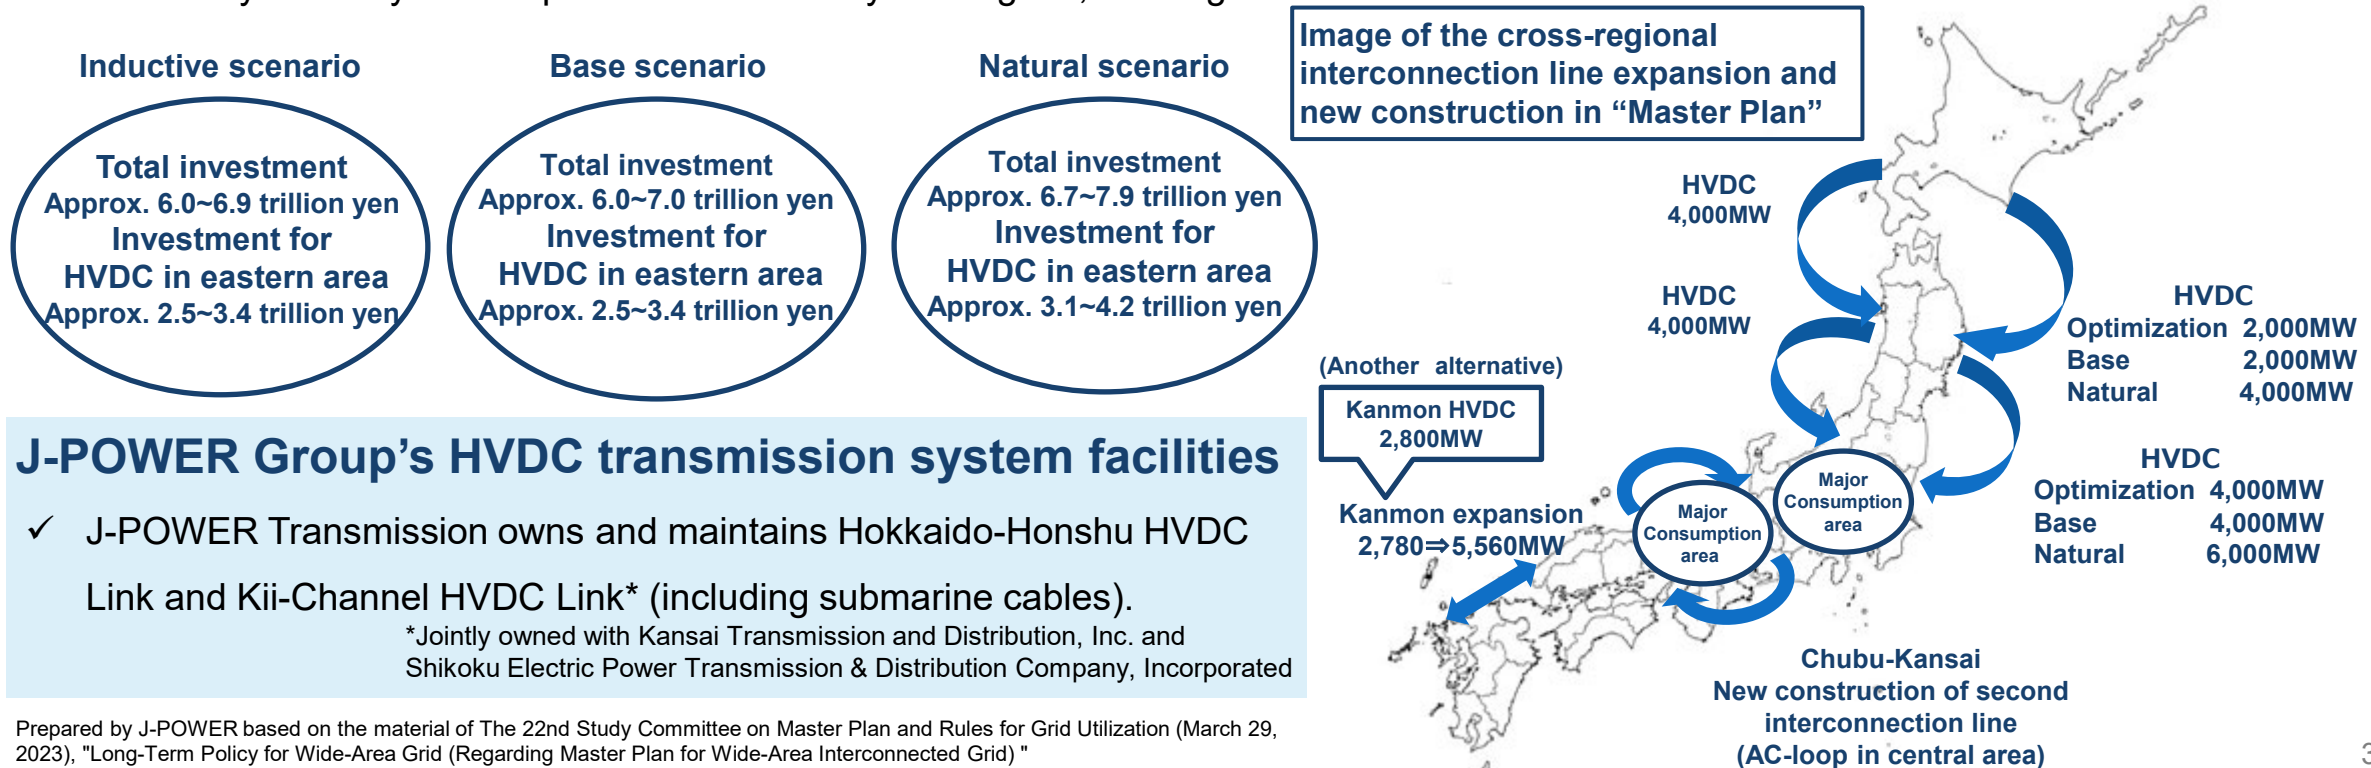 Inductive scenario
Total investment
Approx. 6.0~6.9 trillion yen
Investment for
HVDC in eastern area
Approx. 2.5~3.4 trillion yen
Base scenario
Total investment
Approx. 6.0~7.0 trillion yen
Investment for
HVDC in eastern area
Approx. 2.5~3.4 trillion yen
Natural scenario
Total investment
Approx. 6.7~7.9 trillion yen
Investment for
HVDC in eastern area
Approx. 3.1~4.2 trillion yen
J-POWER Group’s HVDC transmission system facilities
✓ J-POWER Transmission owns and maintains Hokkaido-Honshu HVDC
Link and Kii-Channel HVDC Link* (including submarine cables).
*Jointly owned with Kansai Transmission and Distribution, Inc. and
Shikoku Electric Power Transmission & Distribution Company, Incorporated
Prepared by J-POWER based on the material of The 22nd Study Committee on Master Plan and Rules for Grid Utilization (March 29,
2023), "Long-Term Policy for Wide-Area Grid (Regarding Master Plan for Wide-Area Interconnected Grid) "
Image of the cross-regional
interconnection line expansion and
new construction in “Master Plan”
HVDC
4,000MW
HVDC
4,000MW
HVDC
Optimization 2,000MW
Base 2,000MW
Natural 4,000MW
HVDC
Optimization 4,000MW
Base 4,000MW
Natural 6,000MW
(Another alternative)
Kanmon HVDC
2,800MW
Kanmon expansion
2,780⇒5,560MW
Major
Consumption
area
Major
Consumption
area
Chubu-Kansai
New construction of second
interconnection line
(AC-loop in central area)